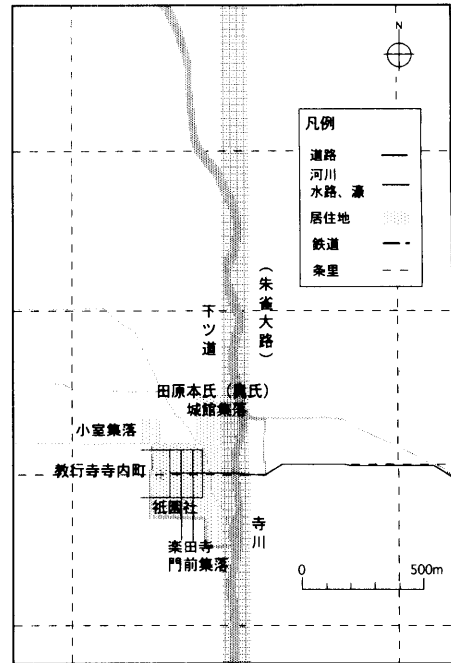 N
凡例
道路
河川
水路、濠
居住地
鉄道
条里
(朱雀大路)
下ツ道
田原本氏(
氏)
城館集落
小室集落
教行寺寺内町
祇園社
寺川
楽田寺
門前集落
0 500m